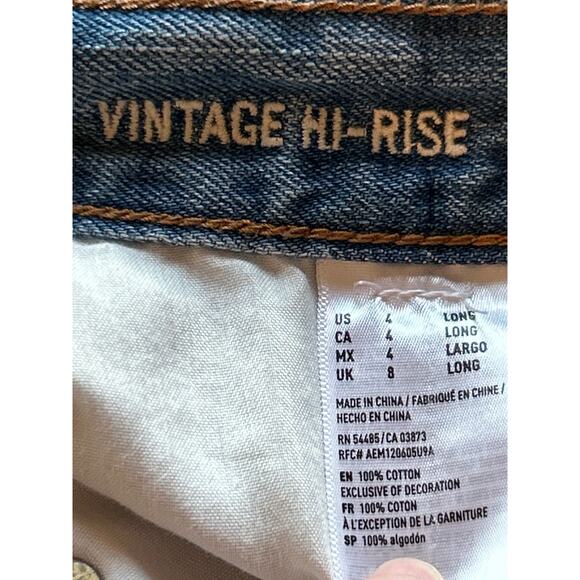 VINTAGE HI-RISE
US 4 LONG
CA 4 LONG
MX 4 LARGO
UK 8 LONG
MADE IN CHINA / FABRIQUÉ EN CHINE /
HECHO EN CHINA
RN 54485/CA 03873
RFC# AEM120605U9A
EN 100% COTTON
EXCLUSIVE OF DECORATION
FR 100% COTON
À L'EXCEPTION DE LA GARNITURE
SP 100% algodón